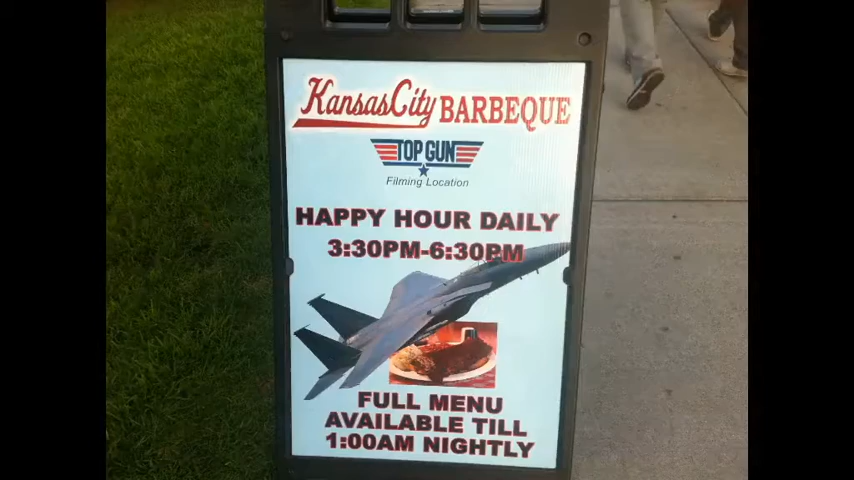 Kansas City BARBEQUE
TOP GUN
Filming Location
HAPPY HOUR DAILY
3:30PM-6:30PM
FULL MENU
AVAILABLE TILL
1:00AM NIGHTLY